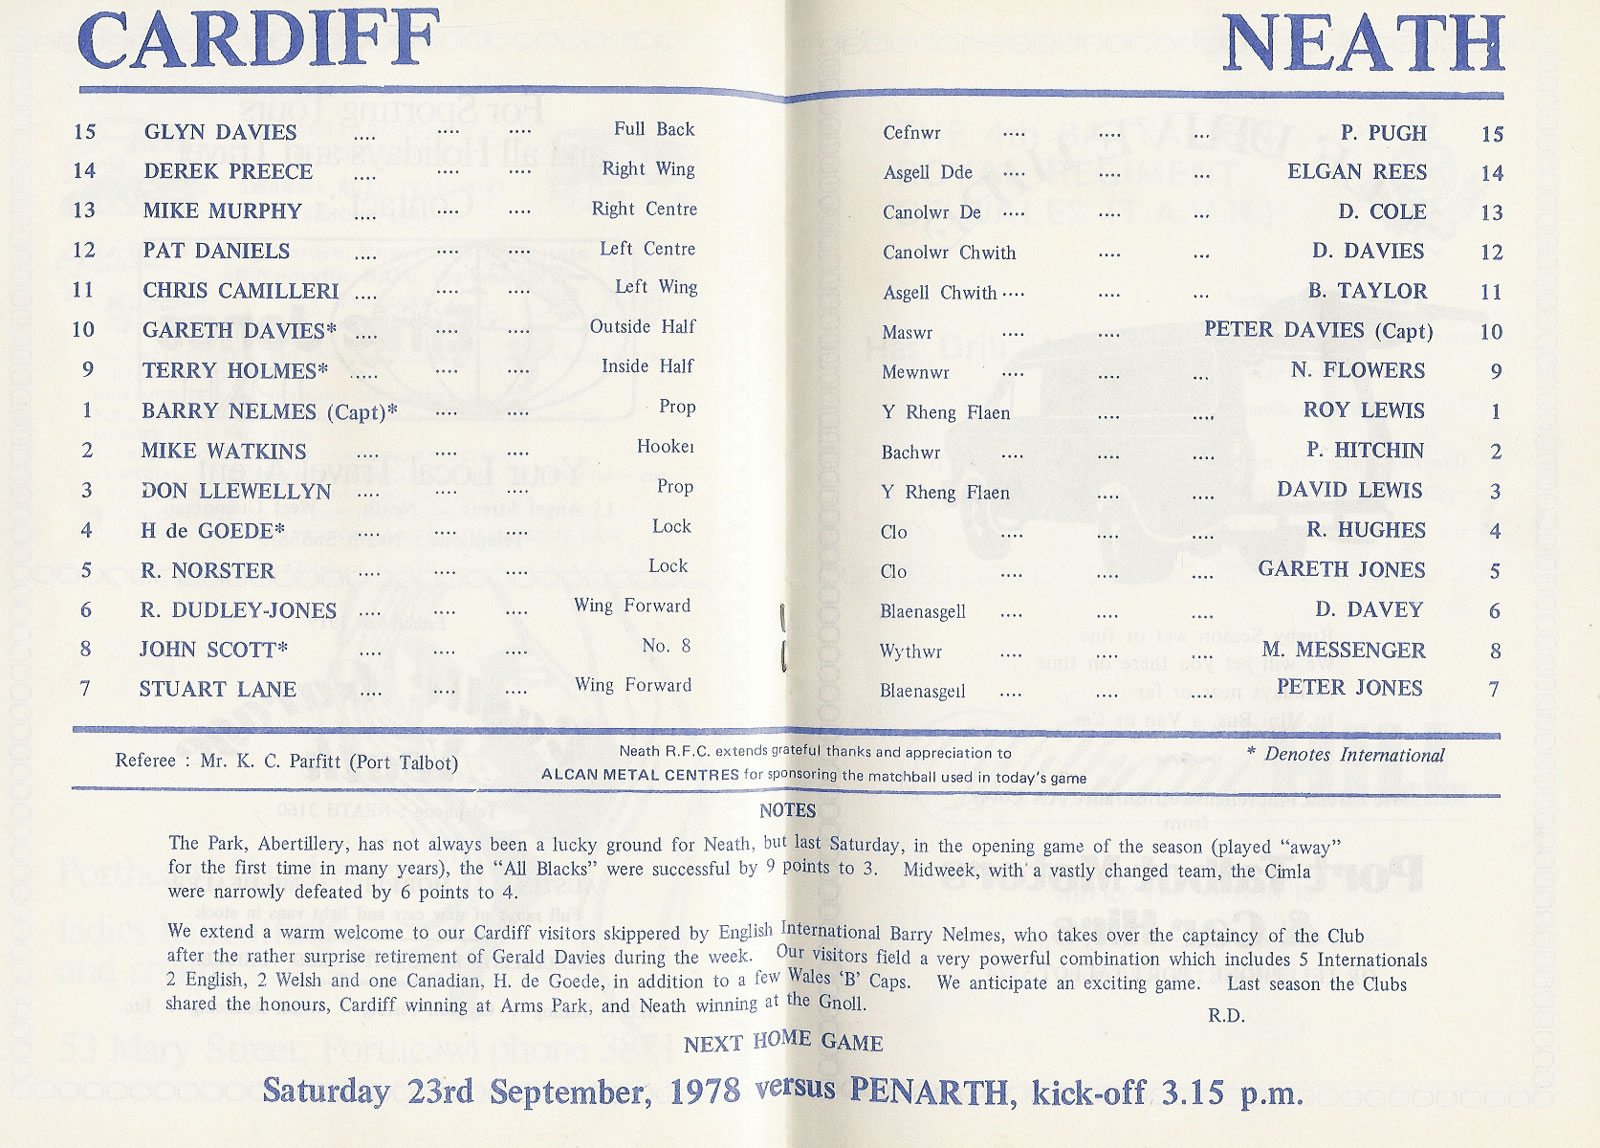 CARDIFF NEATH
15 GLYN DAVIES .... .... .... Full Back Cefnwr .... .... ... P. PUGH 15
14 DEREK PREECE .... .... .... Right Wing Asgell Dde .... .... ... ELGAN REES 14
13 MIKE MURPHY .... .... .... Right Centre Canolwr De .... .... ... D. COLE 13
12 PAT DANIELS .... .... .... Left Centre Canolwr Chwith .... ... D. DAVIES 12
11 CHRIS CAMILLERI .... .... .... Left Wing Asgell Chwith .... .... ... B. TAYLOR 11
10 GARETH DAVIES* .... .... .... Outside Half Maswr .... .... PETER DAVIES (Capt) 10
9 TERRY HOLMES* ..... .... .... Inside Half Mewnwr .... .... ... N. FLOWERS 9
1 BARRY NELMES (Capt)* .... .... Prop Y Rheng Flaen .... .... ROY LEWIS 1
2 MIKE WATKINS .... .... .... Hooker Bachwr .... .... .... P. HITCHIN 2
3 DON LLEWELLYN .... .... .... Prop Y Rheng Flaen .... .... DAVID LEWIS 3
4 H de GOEDE* .... .... .... Lock Clo .... .... .... R. HUGHES 4
5 R. NORSTER .... .... .... Lock Clo .... .... .... GARETH JONES 5
6 R. DUDLEY-JONES .... .... .... Wing Forward Blaenasgell .... .... .... D. DAVEY 6
8 JOHN SCOTT* .... .... .... No. 8 Wythwr .... .... .... M. MESSENGER 8
7 STUART LANE .... .... .... Wing Forward Blaenasgell .... .... .... PETER JONES 7
Referee : Mr. K. C. Parfitt (Port Talbot)
Neath R.F.C. extends grateful thanks and appreciation to
ALCAN METAL CENTRES for sponsoring the matchball used in today's game
* Denotes International
NOTES
The Park, Abertillery, has not always been a lucky ground for Neath, but last Saturday, in the opening game of the season (played "away"
for the first time in many years), the "All Blacks" were successful by 9 points to 3. Midweek, with a vastly changed team, the Cimla
were narrowly defeated by 6 points to 4.
We extend a warm welcome to our Cardiff visitors skippered by English International Barry Nelmes, who takes over the captaincy of the Club
after the rather surprise retirement of Gerald Davies during the week. Our visitors field a very powerful combination which includes 5 Internationals
2 English, 2 Welsh and one Canadian, H. de Goede, in addition to a few Wales 'B' Caps. We anticipate an exciting game. Last season the Clubs
shared the honours, Cardiff winning at Arms Park, and Neath winning at the Gnoll.
R.D.
NEXT HOME GAME
Saturday 23rd September, 1978 versus PENARTH, kick-off 3.15 p.m.